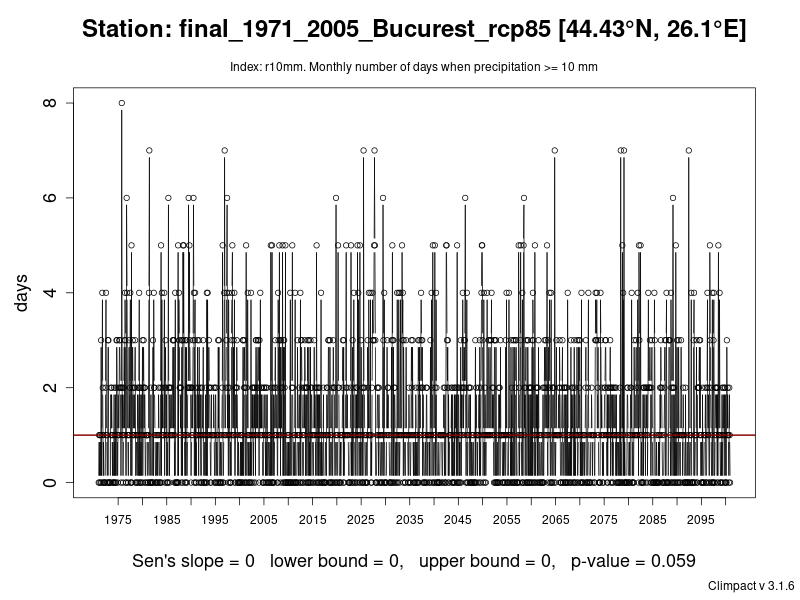 Station: final_1971_2005_Bucurest_rcp85 [44.43°N, 26.1°E]
Index: r10mm. Monthly number of days when precipitation >= 10 mm
8
6
4
2
0
days
1975 1985 1995 2005 2015 2025 2035 2045 2055 2065 2075 2085 2095
Sen's slope = 0 lower bound = 0, upper bound = 0, p-value = 0.059
Climpact v 3.1.6